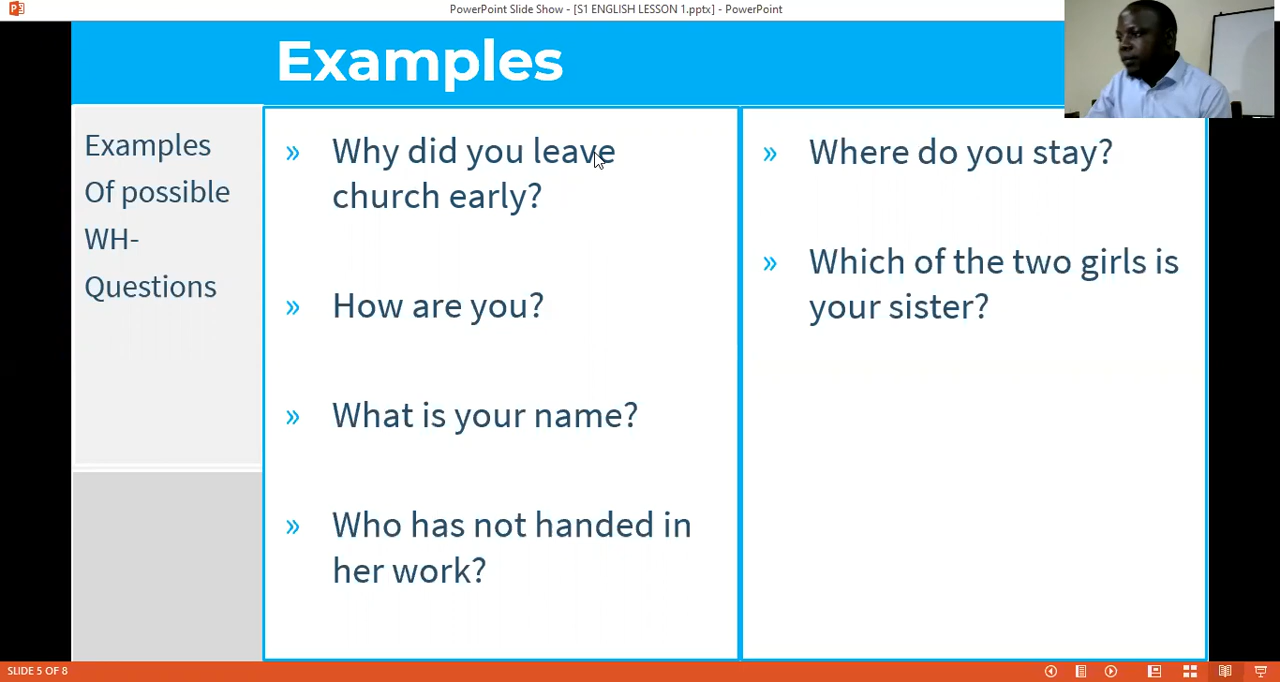 PowerPoint Slide Show - [S1 ENGLISH LESSON 1.pptx] - PowerPoint
Examples
Examples
Of possible
WH-
Questions
» Why did you leave
church early?
» How are you?
» What is your name?
» Who has not handed in
her work?
» Where do you stay?
» Which of the two girls is
your sister?
SLIDE 5 OF 8